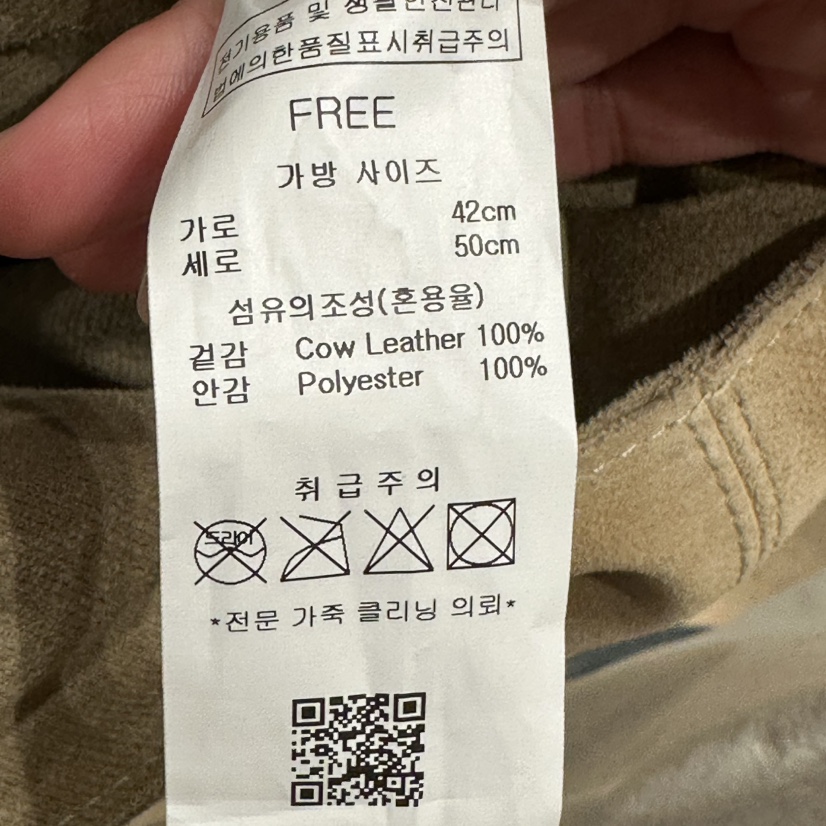 전기용품 및 생활안전관리
법에의한품질표시취급주의
FREE
가방 사이즈
가로 42cm
세로 50cm
섬유의조성(혼용율)
겉감 Cow Leather 100%
안감 Polyester 100%
취 급 주 의
드라이
*전문 가죽 클리닝 의뢰*